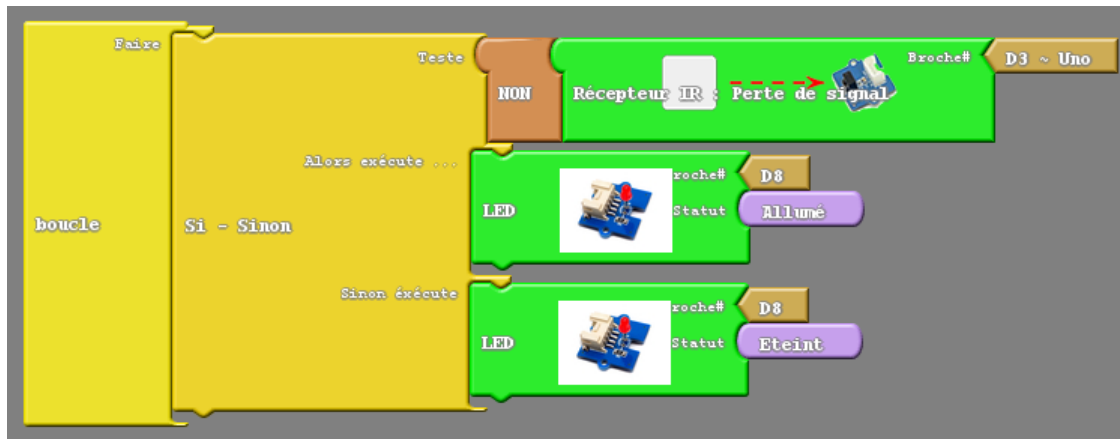 Faire
Teste
Broche#
D3 ~ Uno
NON
Récepteur IR : Perte de signal
Alors exécute ...
roche#
D8
boucle
Si - Sinon
LED
Statut
Allumé
Sinon éxécute
roche#
D8
LED
Statut
Eteint